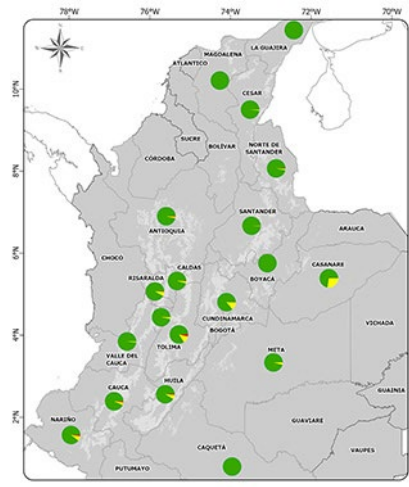 78°W 76°W 74°W 72°W 70°W
LA GUAJIRA
MAGDALENA
ATLANTICO
10°N
CESAR
SUCRE
BOLÍVAR
NORTE DE
SANTANDER
CÓRDOBA
8°N
SANTANDER
ANTIOQUIA
ARAUCA
6°N
CHOCO
CALDAS
CASANARE
RISARALDA
BOYACÁ
CUNDINAMARCA
BOGOTÁ
VICHADA
4°N
TOLIMA
VALLE DEL
CAUCA
META
GUAINIA
HUILA
CAUCA
2°N
GUAVIARE
NARIÑO
VAUPES
CAQUETÁ
PUTUMAYO